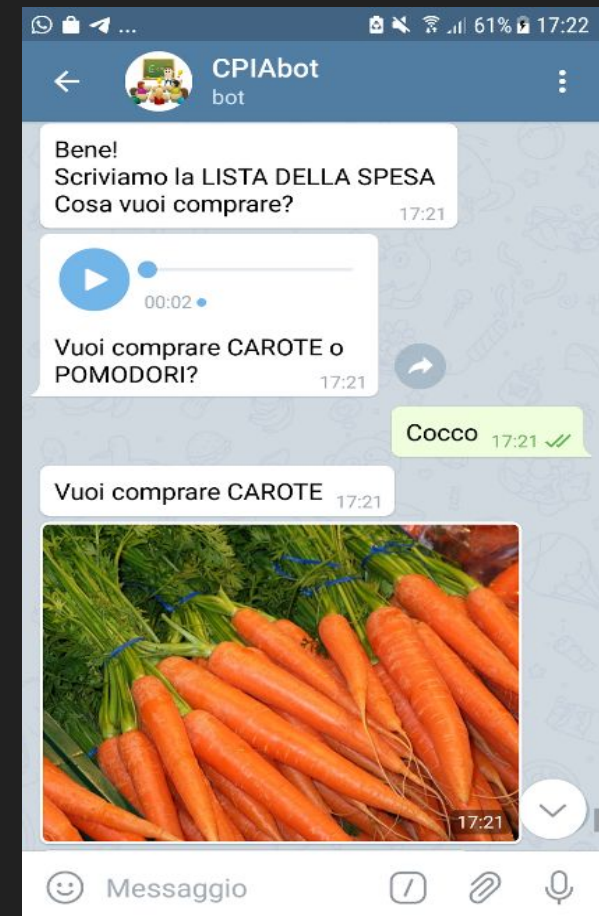 ... 61% 17:22
CPIAbot
bot
Bene!
Scriviamo la LISTA DELLA SPESA
Cosa vuoi comprare? 17:21
00:02
Vuoi comprare CAROTE o
POMODORI? 17:21
Cocco 17:21
Vuoi comprare CAROTE 17:21
17:21
Messaggio